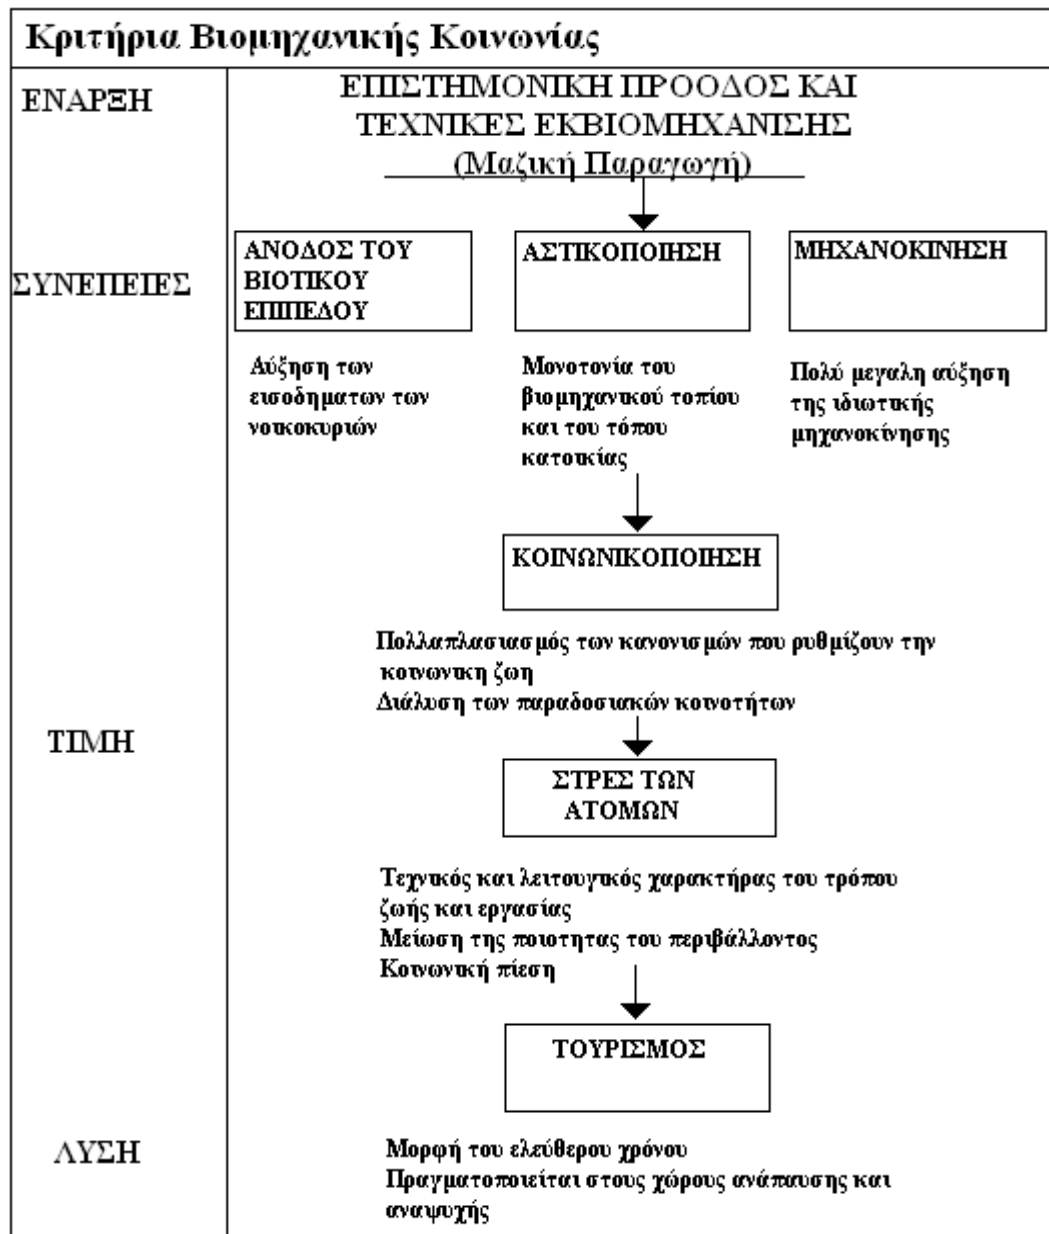 Κριτήρια Βιομηχανικής Κοινωνίας
ΕΝΑΡΞΗ
ΕΠΙΣΤΗΜΟΝΙΚΗ ΠΡΟΟΔΟΣ ΚΑΙ
ΤΕΧΝΙΚΕΣ ΕΚΒΙΟΜΗΧΑΝΙΣΗΣ
(Μαζική Παραγωγή)
ΣΥΝΕΠΕΙΕΣ
ΑΝΟΔΟΣ ΤΟΥ
ΒΙΟΤΙΚΟΥ
ΕΠΙΠΕΔΟΥ
Αύξηση των
εισοδηματων των
νοικοκυριών
ΑΣΤΙΚΟΠΟΙΗΣΗ
Μονοτονία του
βιομηχανικού τοπίου
και του τόπου
κατοικίας
ΜΗΧΑΝΟΚΙΝΗΣΗ
Πολύ μεγαλη αύξηση
της ιδιωτικής
μηχανοκίνησης
ΚΟΙΝΩΝΙΚΟΠΟΙΗΣΗ
Πολλαπλασιασμός των κανονισμών που ρυθμίζουν την
κοινωνικη ζωη
Διάλυση των παραδοσιακών κοινοτήτων
ΤΙΜΗ
ΣΤΡΕΣ ΤΩΝ
ΑΤΟΜΩΝ
Τεχνικός και λειτουγικός χαρακτήρας του τρόπου
ζωής και εργασίας
Μείωση της ποιοτητας του περιβάλλοντος
Κοινωνική πίεση
ΤΟΥΡΙΣΜΟΣ
ΛΥΣΗ
Μορφή του ελεύθερου χρόνου
Πραγματοποιείται στους χώρους ανάπαυσης και
αναψυχής